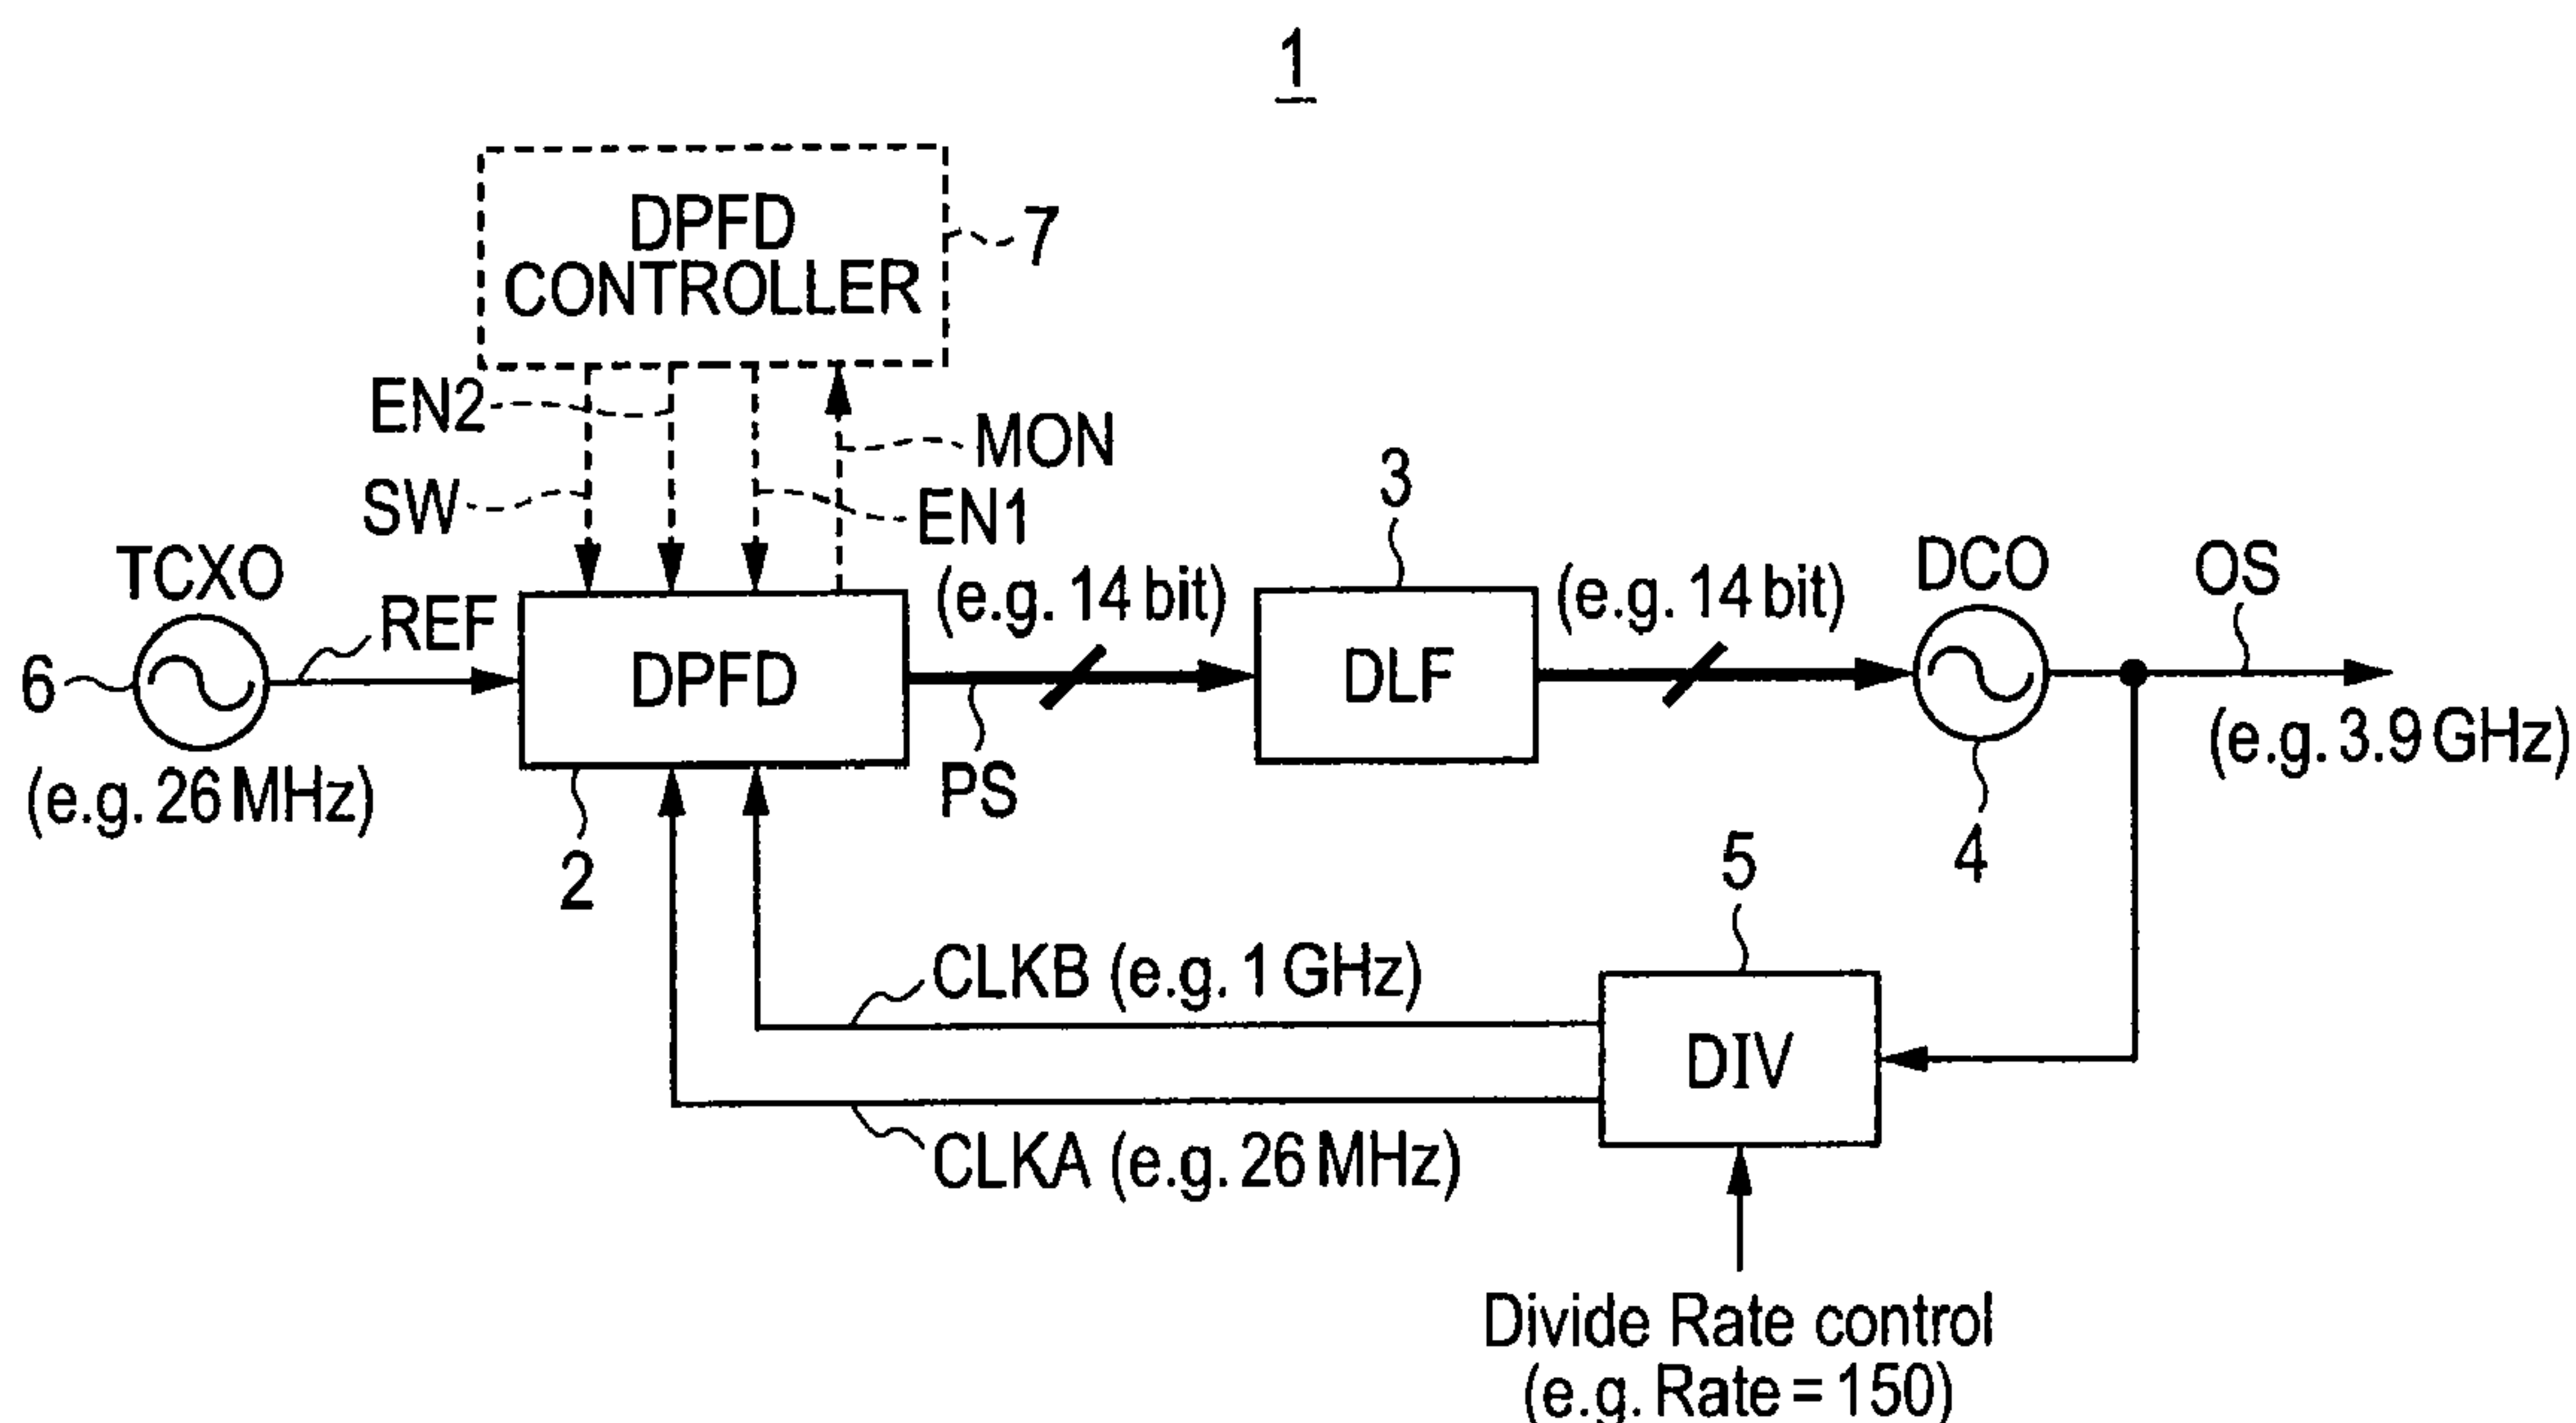 1
DPFD
CONTROLLER
7
EN2
MON
SW
EN1
3
TCXO
REF
(e.g. 14 bit)
(e.g. 14 bit)
DCO
OS
6
DPFD
DLF
(e.g. 26 MHz)
PS
(e.g. 3.9 GHz)
2
4
5
CLKB (e.g. 1 GHz)
DIV
CLKA (e.g. 26 MHz)
Divide Rate control
(e.g. Rate = 150)